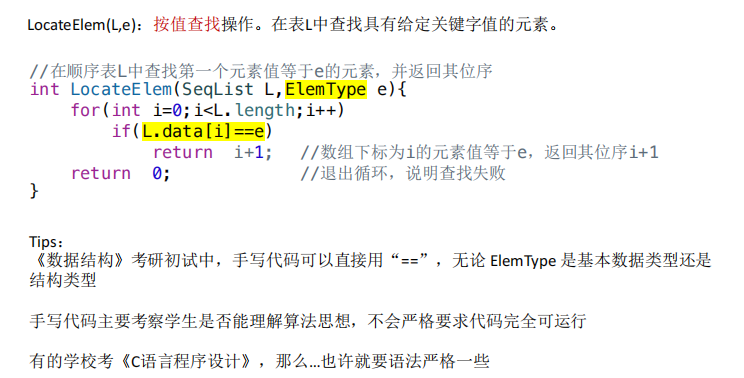 LocateElem(L,e)：按值查找操作。在表L中查找具有给定关键字值的元素。
//在顺序表L中查找第一个元素值等于e的元素，并返回其位序
int LocateElem(SeqList L,ElemType e){
    for(int i=0;i<L.length;i++)
        if(L.data[i]==e)
            return i+1;   //数组下标为i的元素值等于e，返回其位序i+1
    return 0;             //退出循环，说明查找失败
}
Tips：
《数据结构》考研初试中，手写代码可以直接用“==”，无论 ElemType 是基本数据类型还是
结构类型
手写代码主要考察学生是否能理解算法思想，不会严格要求代码完全可运行
有的学校考《C语言程序设计》，那么…也许就要语法严格一些